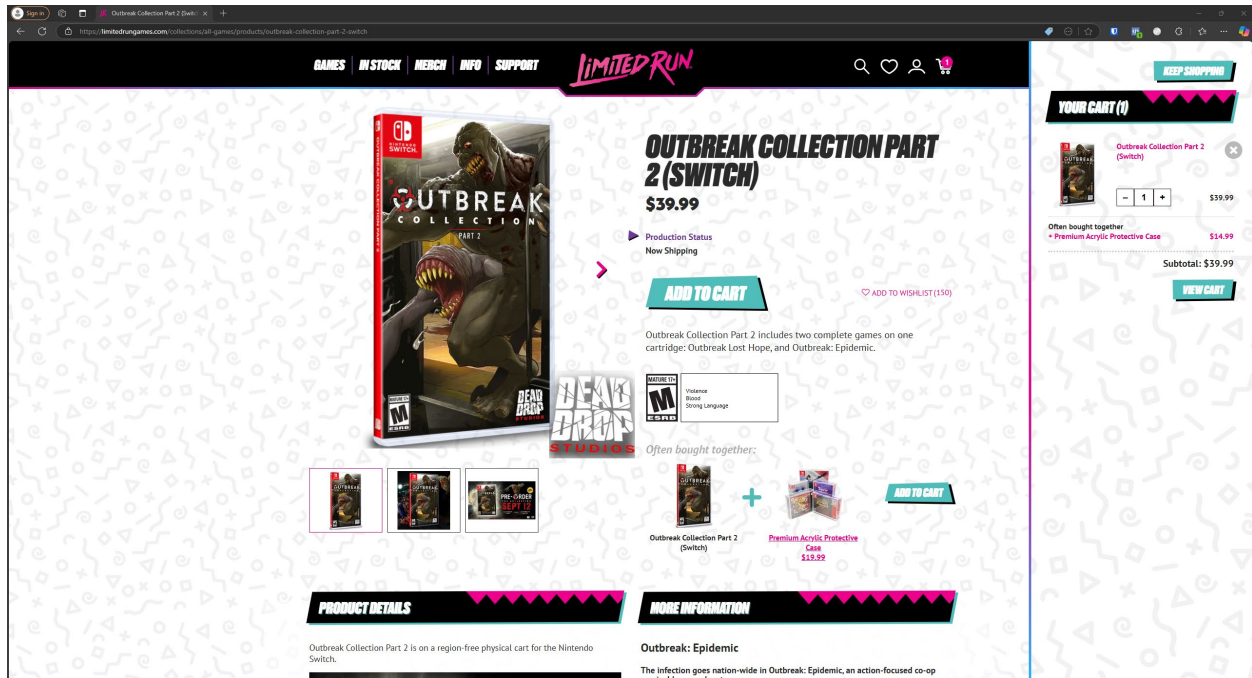 Sign in
Outbreak Collection Part 2 (Switch
https://limitedrungames.com/collections/all-games/products/outbreak-collection-part-2-switch
GAMES
IN STOCK
MERCH
INFO
SUPPORT
LIMITED RUN
1
KEEP SHOPPING
YOUR CART (1)
Outbreak Collection Part 2
(Switch)
− 1 +
$39.99
Often bought together
+ Premium Acrylic Protective Case
$14.99
Subtotal: $39.99
VIEW CART
NINTENDO
SWITCH
OUTBREAK
COLLECTION
PART 2
MATURE 17+
M
ESRB
DEAD
DROP
STUDIOS
DEAD
DROP
STUDIOS
PRE-ORDER
SEPT 12
OUTBREAK COLLECTION PART
2 (SWITCH)
$39.99
Production Status
Now Shipping
ADD TO CART
ADD TO WISHLIST (150)
Outbreak Collection Part 2 includes two complete games on one
cartridge: Outbreak Lost Hope, and Outbreak: Epidemic.
MATURE 17+
M
ESRB
Violence
Blood
Strong Language
Often bought together:
+
ADD TO CART
Outbreak Collection Part 2
(Switch)
Premium Acrylic Protective
Case
$19.99
PRODUCT DETAILS
Outbreak Collection Part 2 is on a region-free physical cart for the Nintendo
Switch.
MORE INFORMATION
Outbreak: Epidemic
The infection goes nation-wide in Outbreak: Epidemic, an action-focused co-op